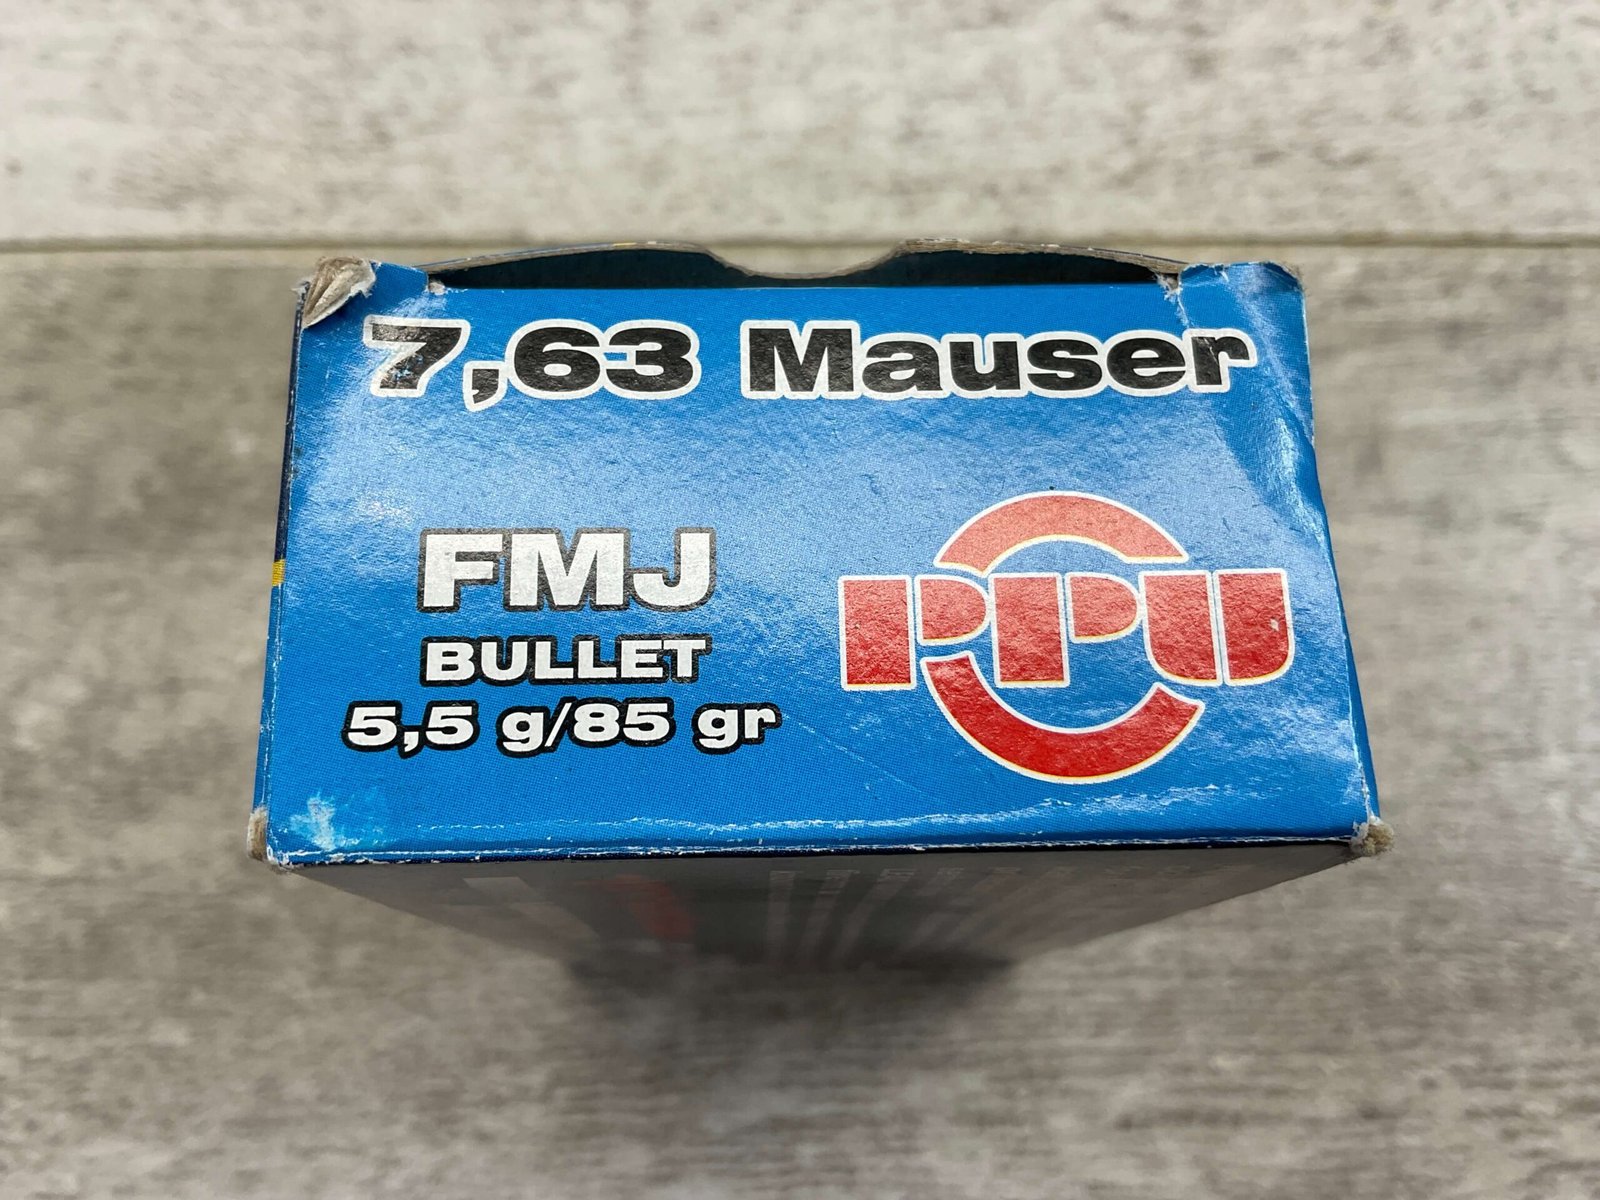 7,63 Mauser
FMJ
BULLET
5,5 g/85 gr
PPU